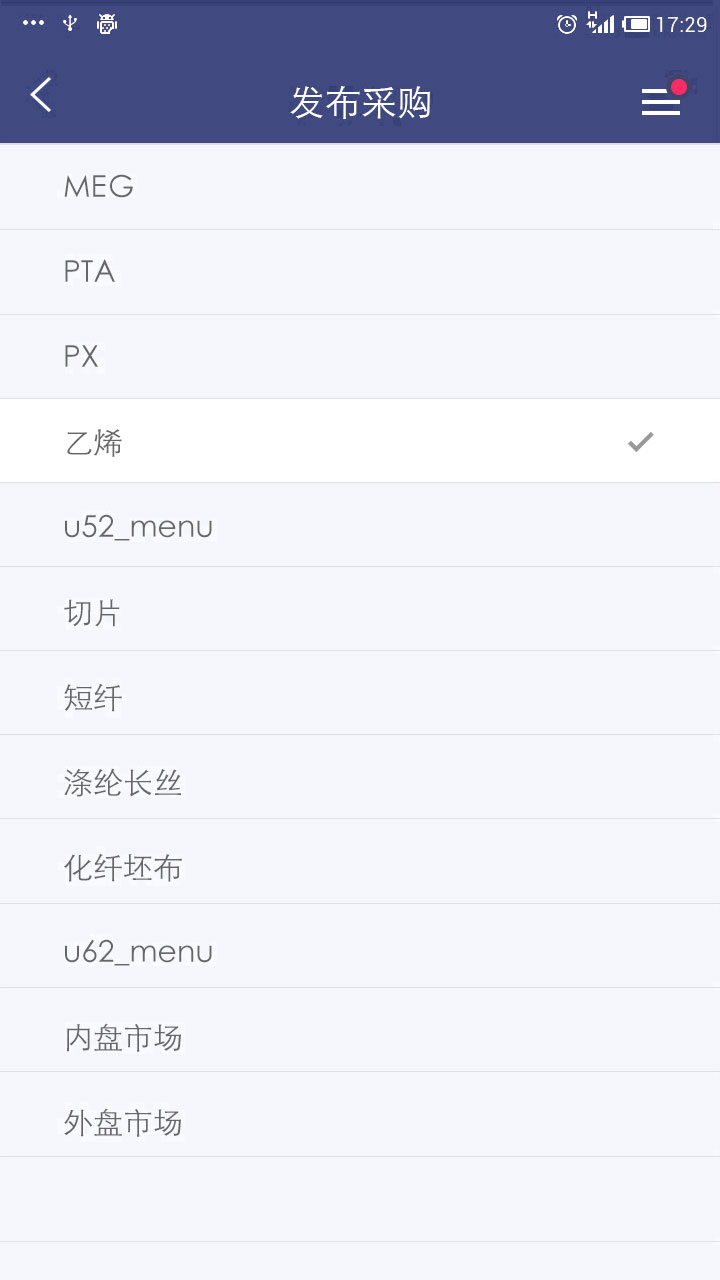 17:29
发布采购
MEG
PTA
PX
乙烯
u52_menu
切片
短纤
涤纶长丝
化纤坯布
u62_menu
内盘市场
外盘市场